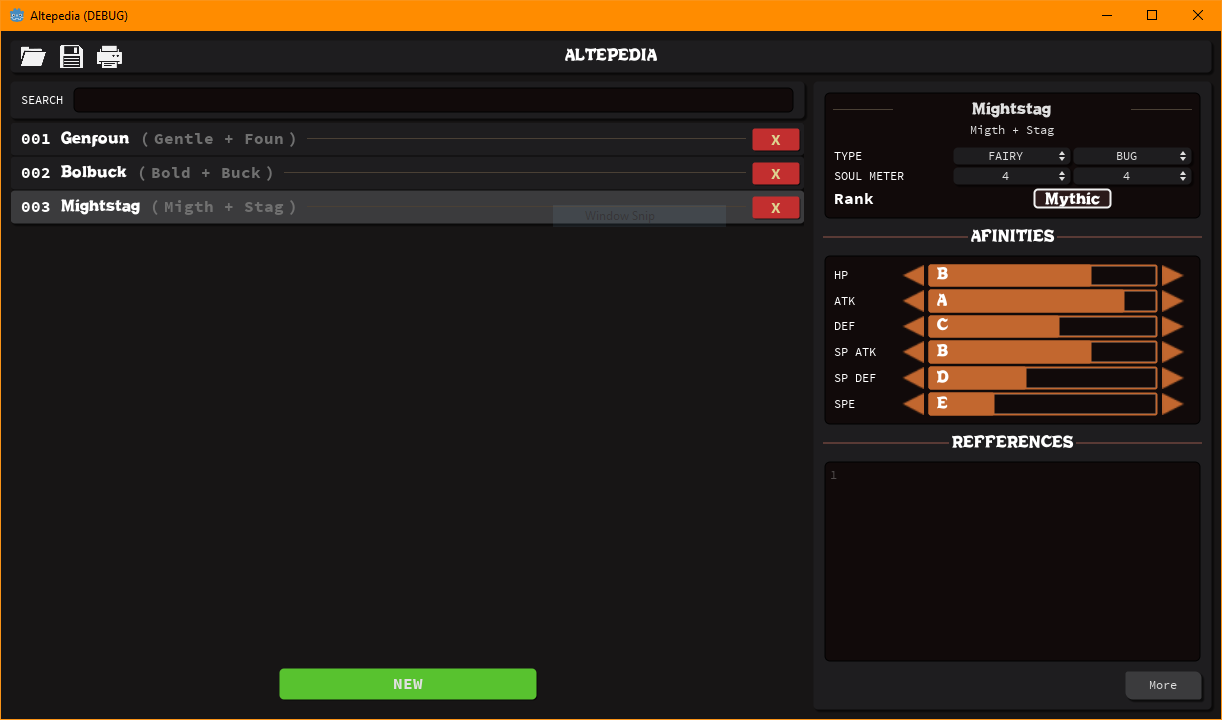 Altepedia (DEBUG)
ALTEPEDIA
SEARCH
001 Genfoun (Gentle + Foun) X
002 Bolbuck (Bold + Buck) X
003 Mightstag (Migth + Stag) X
Window Snip
NEW
Mightstag
Migth + Stag
TYPE FAIRY BUG
SOUL METER 4 4
Rank Mythic
AFINITIES
HP B
ATK A
DEF C
SP ATK B
SP DEF D
SPE E
REFFERENCES
1
More